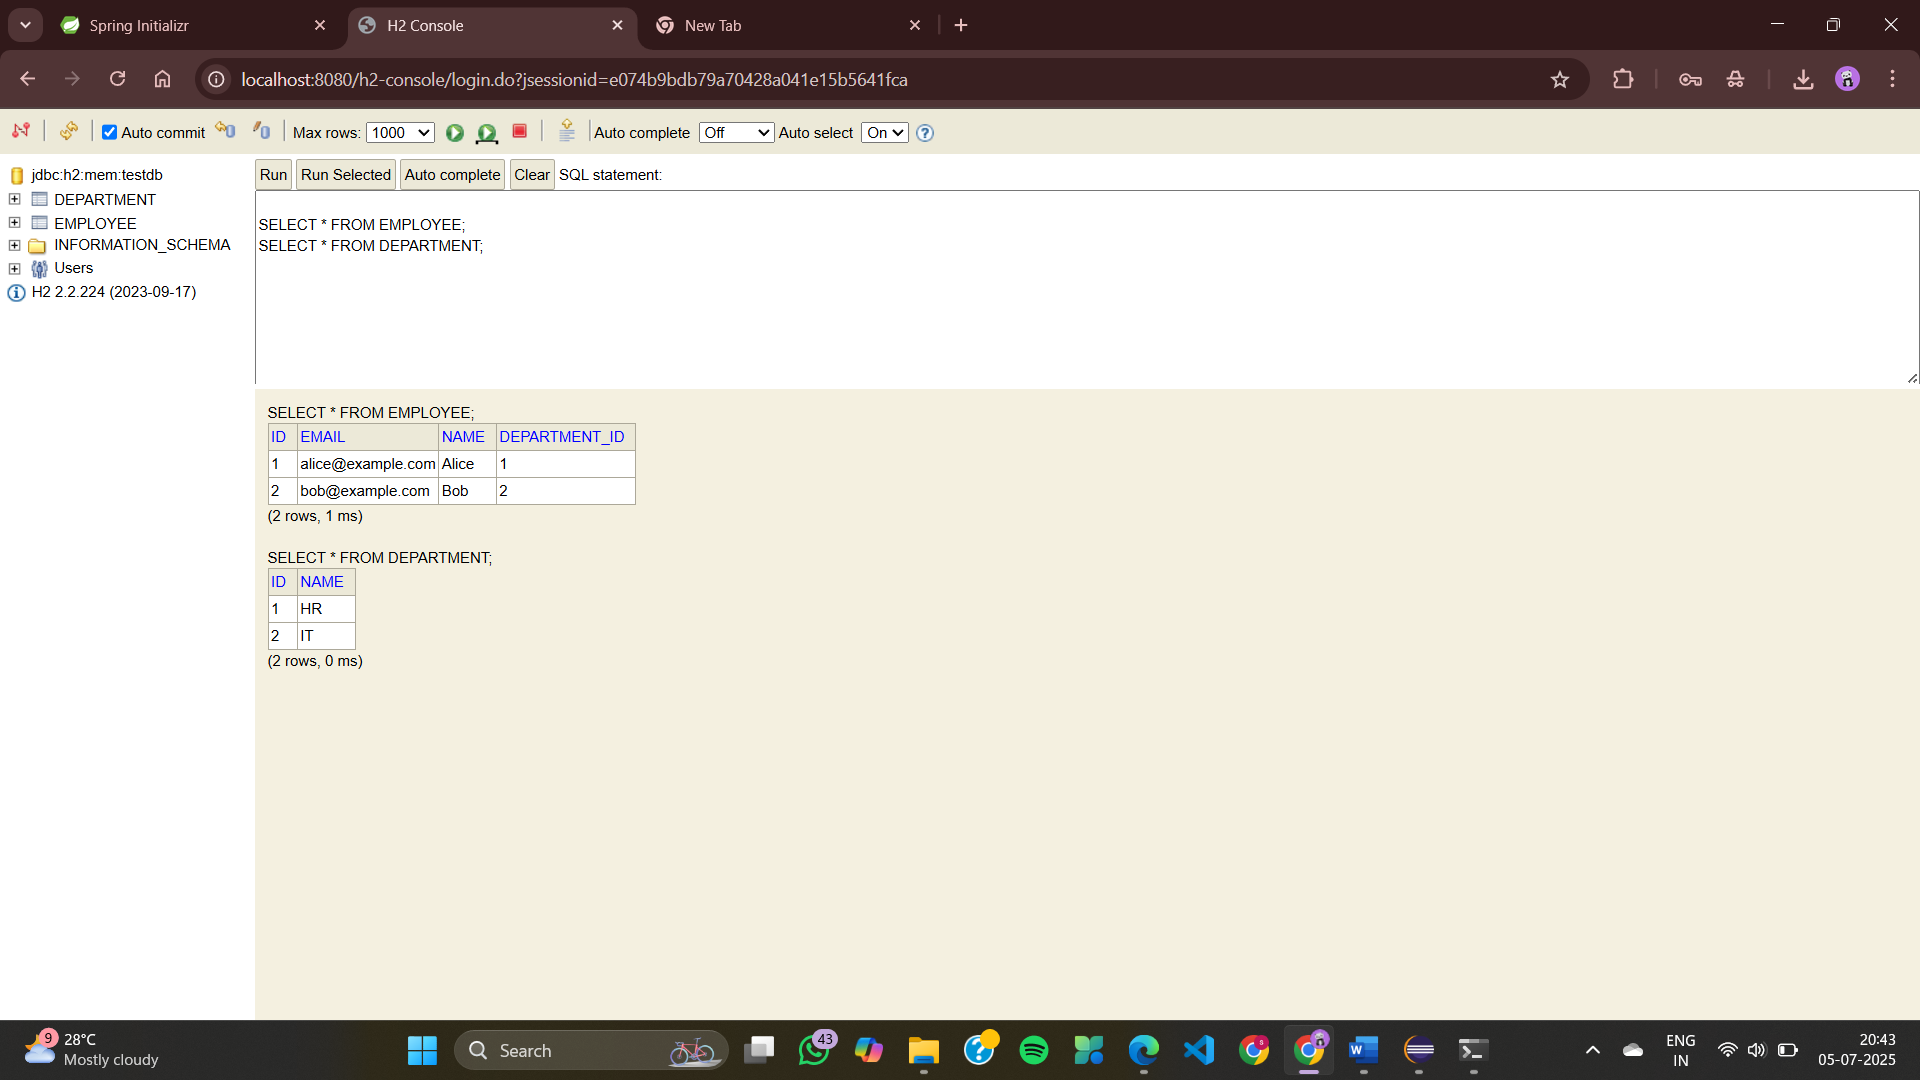 Spring Initializr
H2 Console
New Tab
localhost:8080/h2-console/login.do?jsessionid=e074b9bdb79a70428a041e15b5641fca
Auto commit Max rows: 1000 Auto complete Off Auto select On ?
jdbc:h2:mem:testdb
DEPARTMENT
EMPLOYEE
INFORMATION_SCHEMA
Users
H2 2.2.224 (2023-09-17)
Run Run Selected Auto complete Clear SQL statement:
SELECT * FROM EMPLOYEE;
SELECT * FROM DEPARTMENT;
SELECT * FROM EMPLOYEE;
ID EMAIL NAME DEPARTMENT_ID
1 alice@example.com Alice 1
2 bob@example.com Bob 2
(2 rows, 1 ms)
SELECT * FROM DEPARTMENT;
ID NAME
1 HR
2 IT
(2 rows, 0 ms)
9
28°C
Mostly cloudy
Search
43
ENG
IN
20:43
05-07-2025